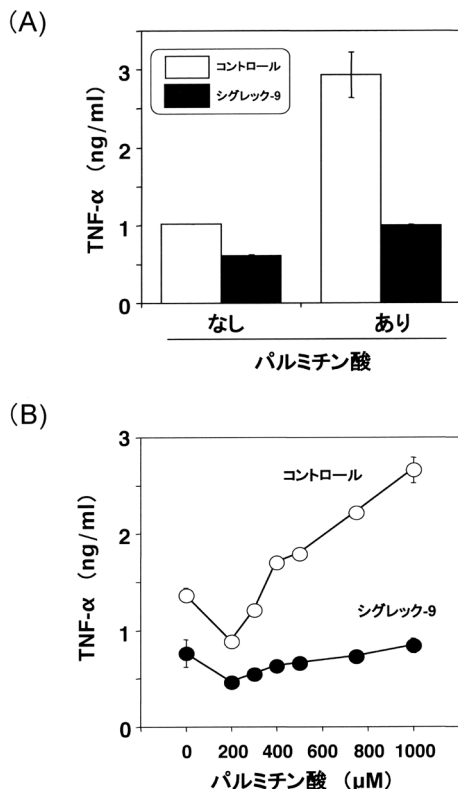 (A)
TNF-α (ng/ml)
3
2
1
0
コントロール
シグレック-9
なし
あり
パルミチン酸
(B)
TNF-α (ng/ml)
3
2
1
0
コントロール
シグレック-9
0 200 400 600 800 1000
パルミチン酸 (μM)